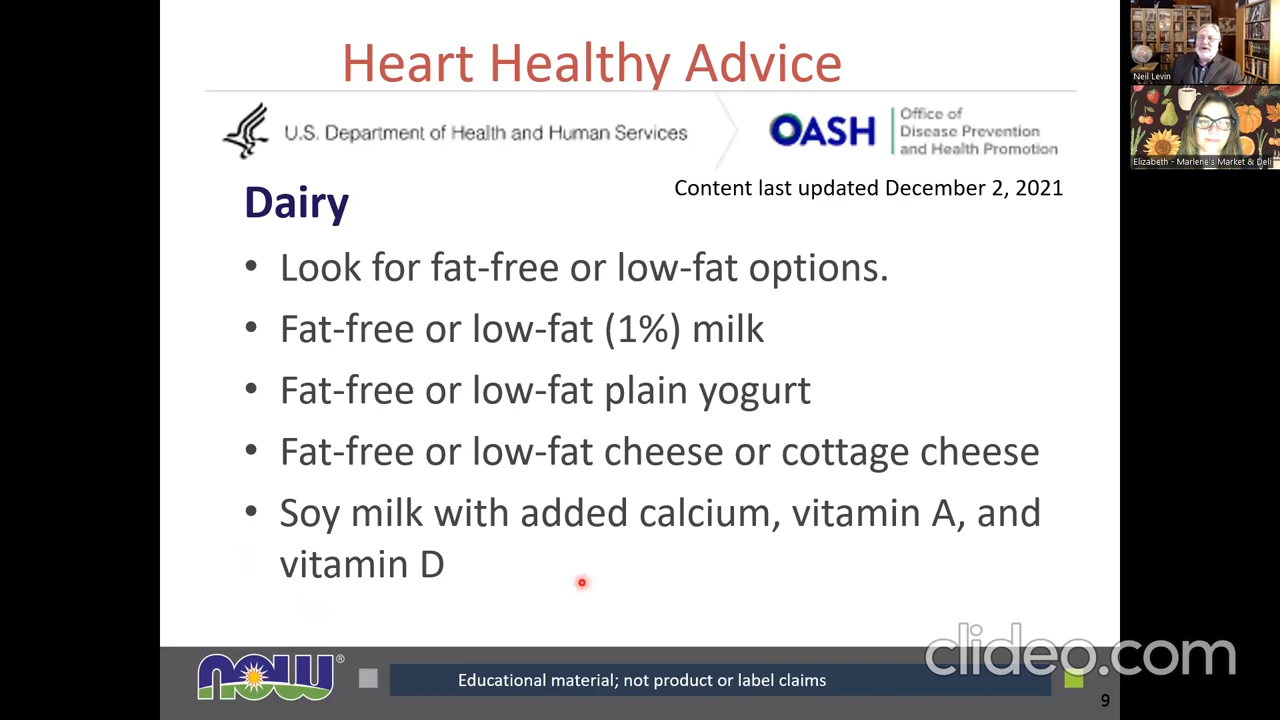 Heart Healthy Advice
U.S. Department of Health and Human Services
OASH
Office of
Disease Prevention
and Health Promotion
Content last updated December 2, 2021
Dairy
• Look for fat-free or low-fat options.
• Fat-free or low-fat (1%) milk
• Fat-free or low-fat plain yogurt
• Fat-free or low-fat cheese or cottage cheese
• Soy milk with added calcium, vitamin A, and
vitamin D
NOW®
Educational material; not product or label claims
9
Neil Levin
Elizabeth - Marlene's Market & Deli
clideo.com